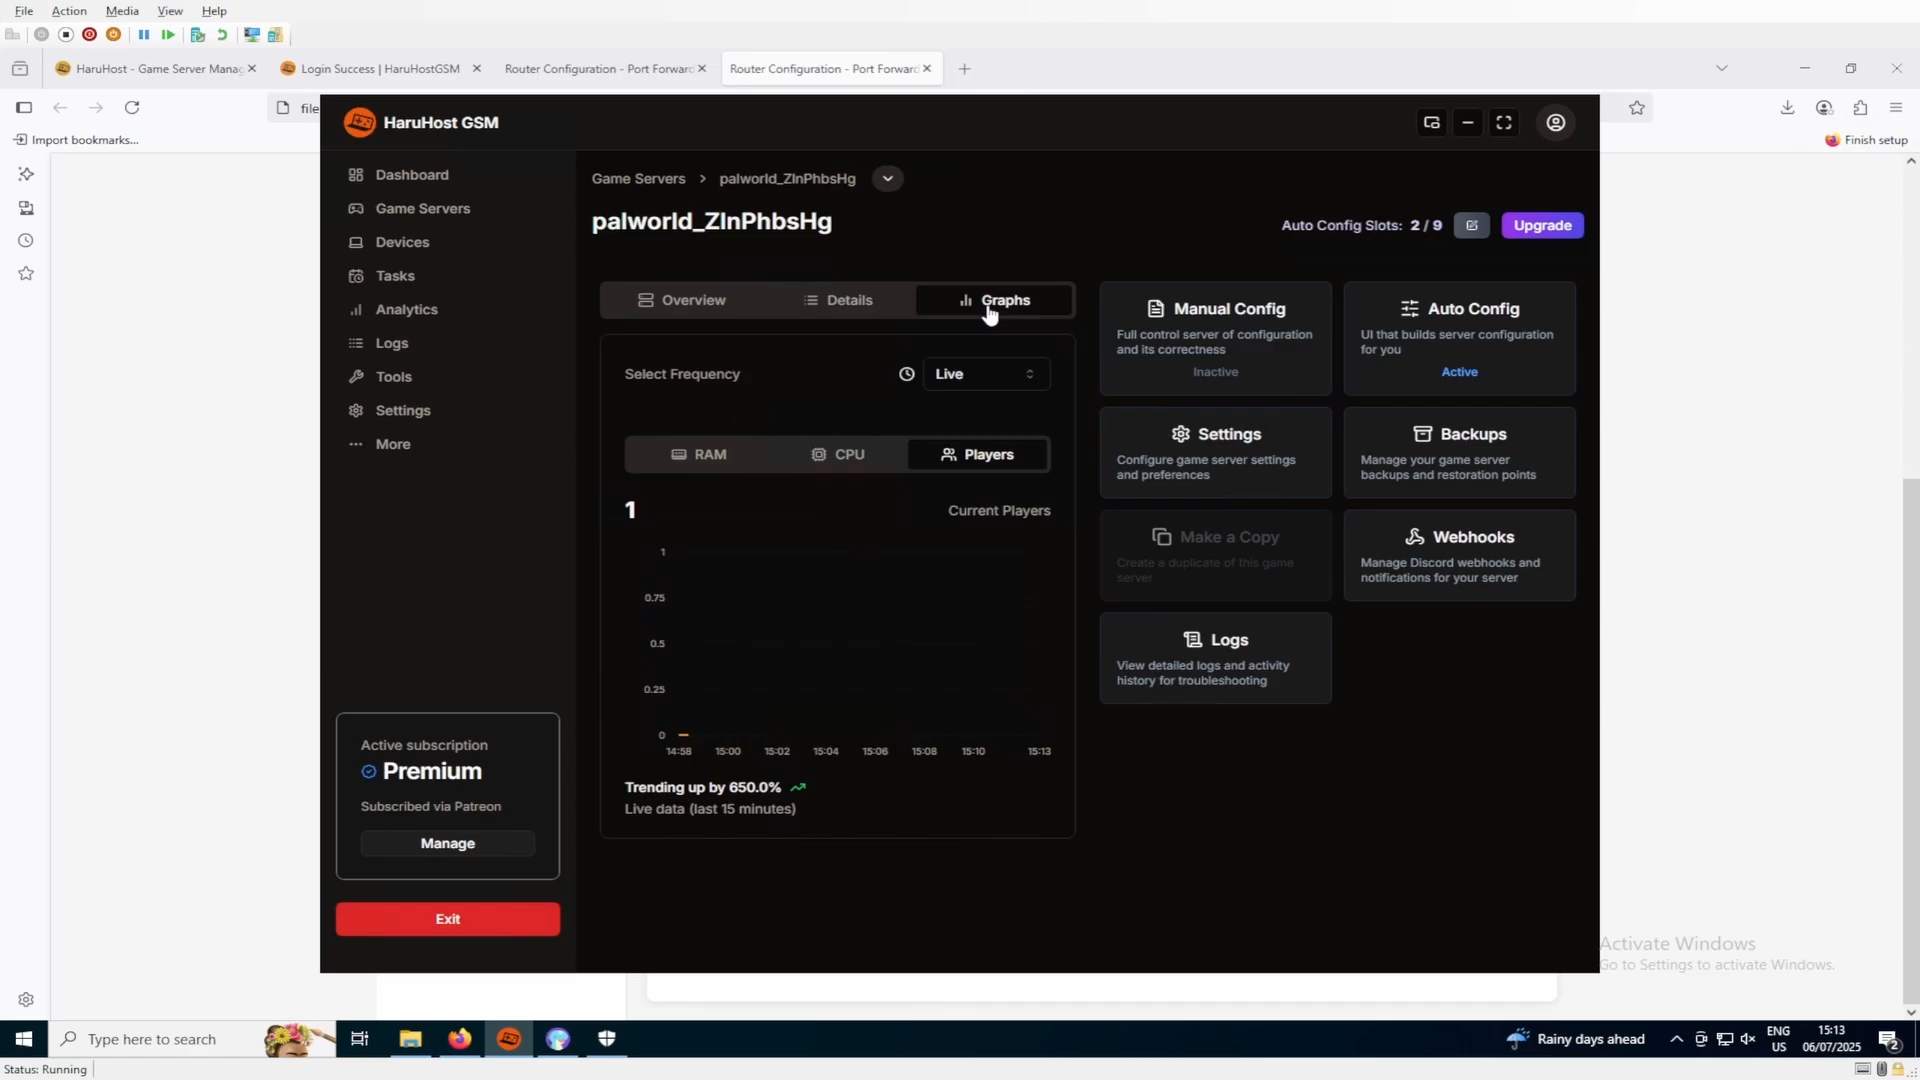 File Action Media View Help
HaruHost - Game Server Manag
Login Success | HaruHostGSM
Router Configuration - Port Forward
Router Configuration - Port Forward
file
Import bookmarks...
Finish setup
HaruHost GSM
Dashboard
Game Servers
Devices
Tasks
Analytics
Logs
Tools
Settings
More
Active subscription
Premium
Subscribed via Patreon
Manage
Exit
Game Servers > palworld_ZlnPhbsHg
palworld_ZlnPhbsHg
Auto Config Slots: 2 / 9
Upgrade
Overview
Details
Graphs
Select Frequency
Live
RAM
CPU
Players
1
Current Players
1
0.75
0.5
0.25
0
14:58 15:00 15:02 15:04 15:06 15:08 15:10 15:13
Trending up by 650.0%
Live data (last 15 minutes)
Manual Config
Full control server of configuration
and its correctness
Inactive
Auto Config
UI that builds server configuration
for you
Active
Settings
Configure game server settings
and preferences
Backups
Manage your game server
backups and restoration points
Make a Copy
Create a duplicate of this game
server
Webhooks
Manage Discord webhooks and
notifications for your server
Logs
View detailed logs and activity
history for troubleshooting
Activate Windows
Go to Settings to activate Windows.
Type here to search
Rainy days ahead
ENG
US
15:13
06/07/2025
2
Status: Running